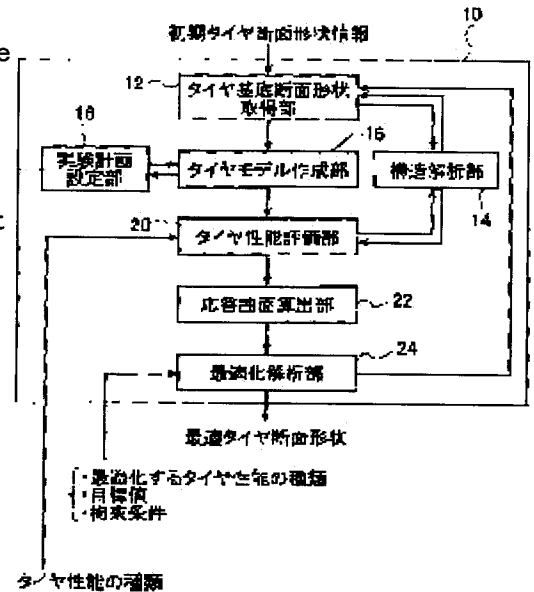 初期タイヤ断面形状情報
10
e
12
タイヤ基底断面形状
取得部
18
16
実験計画
設定部
タイヤモデル作成部
構造解析部
14
t
20
タイヤ性能評価部
応答曲面算出部
22
24
最適化解析部
最適タイヤ断面形状
・最適化するタイヤ性能の種類
・目標値
・拘束条件
タイヤ性能の種類